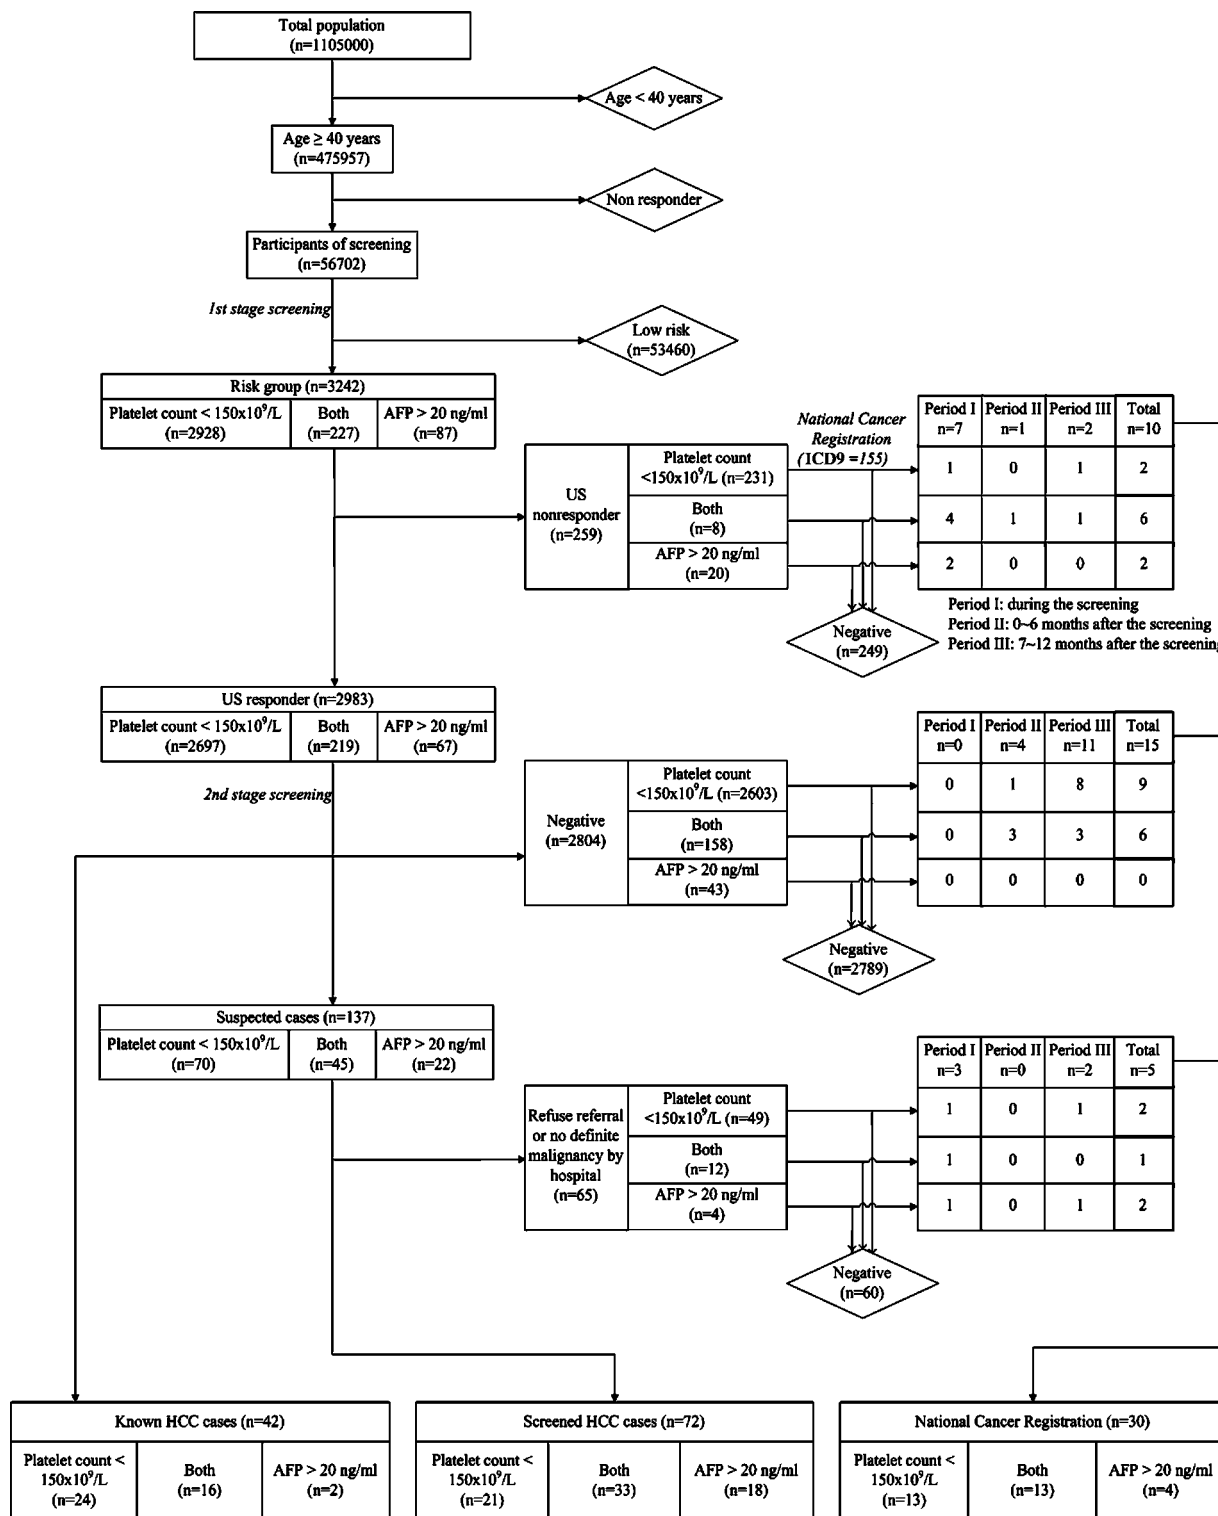 Total population
(n=1105000)
Age < 40 years
Age ≥ 40 years
(n=475957)
Non responder
Participants of screening
(n=56702)
1st stage screening
Low risk
(n=53460)
Risk group (n=3242)
Platelet count < 150x10⁹/L
(n=2928)
Both
(n=227)
AFP > 20 ng/ml
(n=87)
US
nonresponder
(n=259)
Platelet count
<150x10⁹/L (n=231)
Both
(n=8)
AFP > 20 ng/ml
(n=20)
National Cancer
Registration
(ICD9 =155)
Period I Period II Period III Total
n=7 n=1 n=2 n=10
1 0 1 2
4 1 1 6
2 0 0 2
Period I: during the screening
Period II: 0~6 months after the screening
Period III: 7~12 months after the screening
Negative
(n=249)
US responder (n=2983)
Platelet count < 150x10⁹/L
(n=2697)
Both
(n=219)
AFP > 20 ng/ml
(n=67)
2nd stage screening
Negative
(n=2804)
Platelet count
<150x10⁹/L (n=2603)
Both
(n=158)
AFP > 20 ng/ml
(n=43)
Period I Period II Period III Total
n=0 n=4 n=11 n=15
0 1 8 9
0 3 3 6
0 0 0 0
Negative
(n=2789)
Suspected cases (n=137)
Platelet count < 150x10⁹/L
(n=70)
Both
(n=45)
AFP > 20 ng/ml
(n=22)
Refuse referral
or no definite
malignancy by
hospital
(n=65)
Platelet count
<150x10⁹/L (n=49)
Both
(n=12)
AFP > 20 ng/ml
(n=4)
Period I Period II Period III Total
n=3 n=0 n=2 n=5
1 0 1 2
1 0 0 1
1 0 1 2
Negative
(n=60)
Known HCC cases (n=42)
Platelet count <
150x10⁹/L
(n=24)
Both
(n=16)
AFP > 20 ng/ml
(n=2)
Screened HCC cases (n=72)
Platelet count <
150x10⁹/L
(n=21)
Both
(n=33)
AFP > 20 ng/ml
(n=18)
National Cancer Registration (n=30)
Platelet count <
150x10⁹/L
(n=13)
Both
(n=13)
AFP > 20 ng/ml
(n=4)